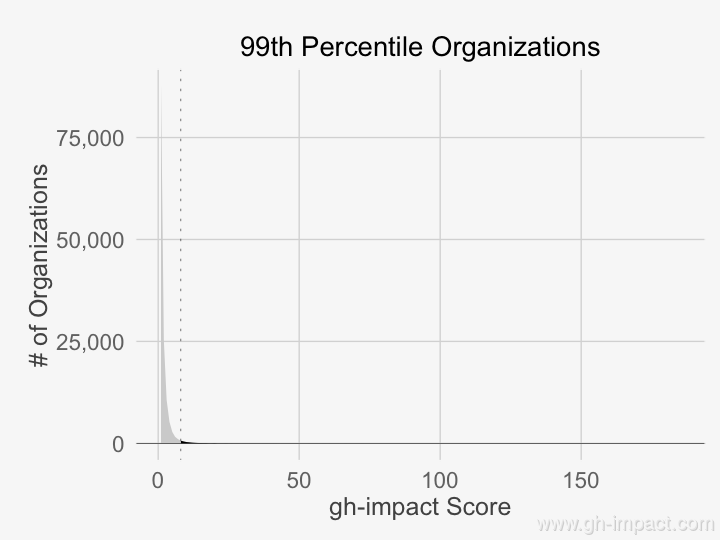 99th Percentile Organizations
# of Organizations
75,000
50,000
25,000
0
0 50 100 150
gh-impact Score
www.gh-impact.com